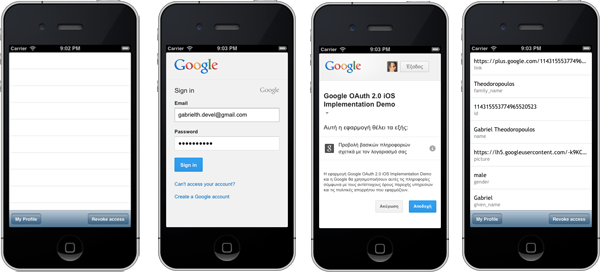 Carrier
9:02 PM
My Profile
Revoke access
Carrier
9:03 PM
Google
Sign in
Google
Email
gabrielth.devel@gmail.com
Password
Sign in
Can't access your account?
Create a Google account
Carrier
9:03 PM
Google
Έξοδος
Google OAuth 2.0 iOS
Implementation Demo
Αυτή η εφαρμογή θέλει τα εξής:
Προβολή βασικών πληροφοριών
σχετικά με τον λογαριασμό σας
Η εφαρμογή Google OAuth 2.0 iOS Implementation Demo
και η Google θα χρησιμοποιήσουν αυτές τις πληροφορίες
σύμφωνα με τους αντίστοιχους όρους παροχής υπηρεσιών
και τις πολιτικές απορρήτου που εφαρμόζουν.
Ακύρωση
Αποδοχή
Carrier
9:03 PM
https://plus.google.com/11431555377496...
link
Theodoropoulos
family_name
114315553774965520523
id
Gabriel Theodoropoulos
name
https://lh5.googleusercontent.com/-k9KC...
picture
male
gender
Gabriel
given_name
My Profile
Revoke access